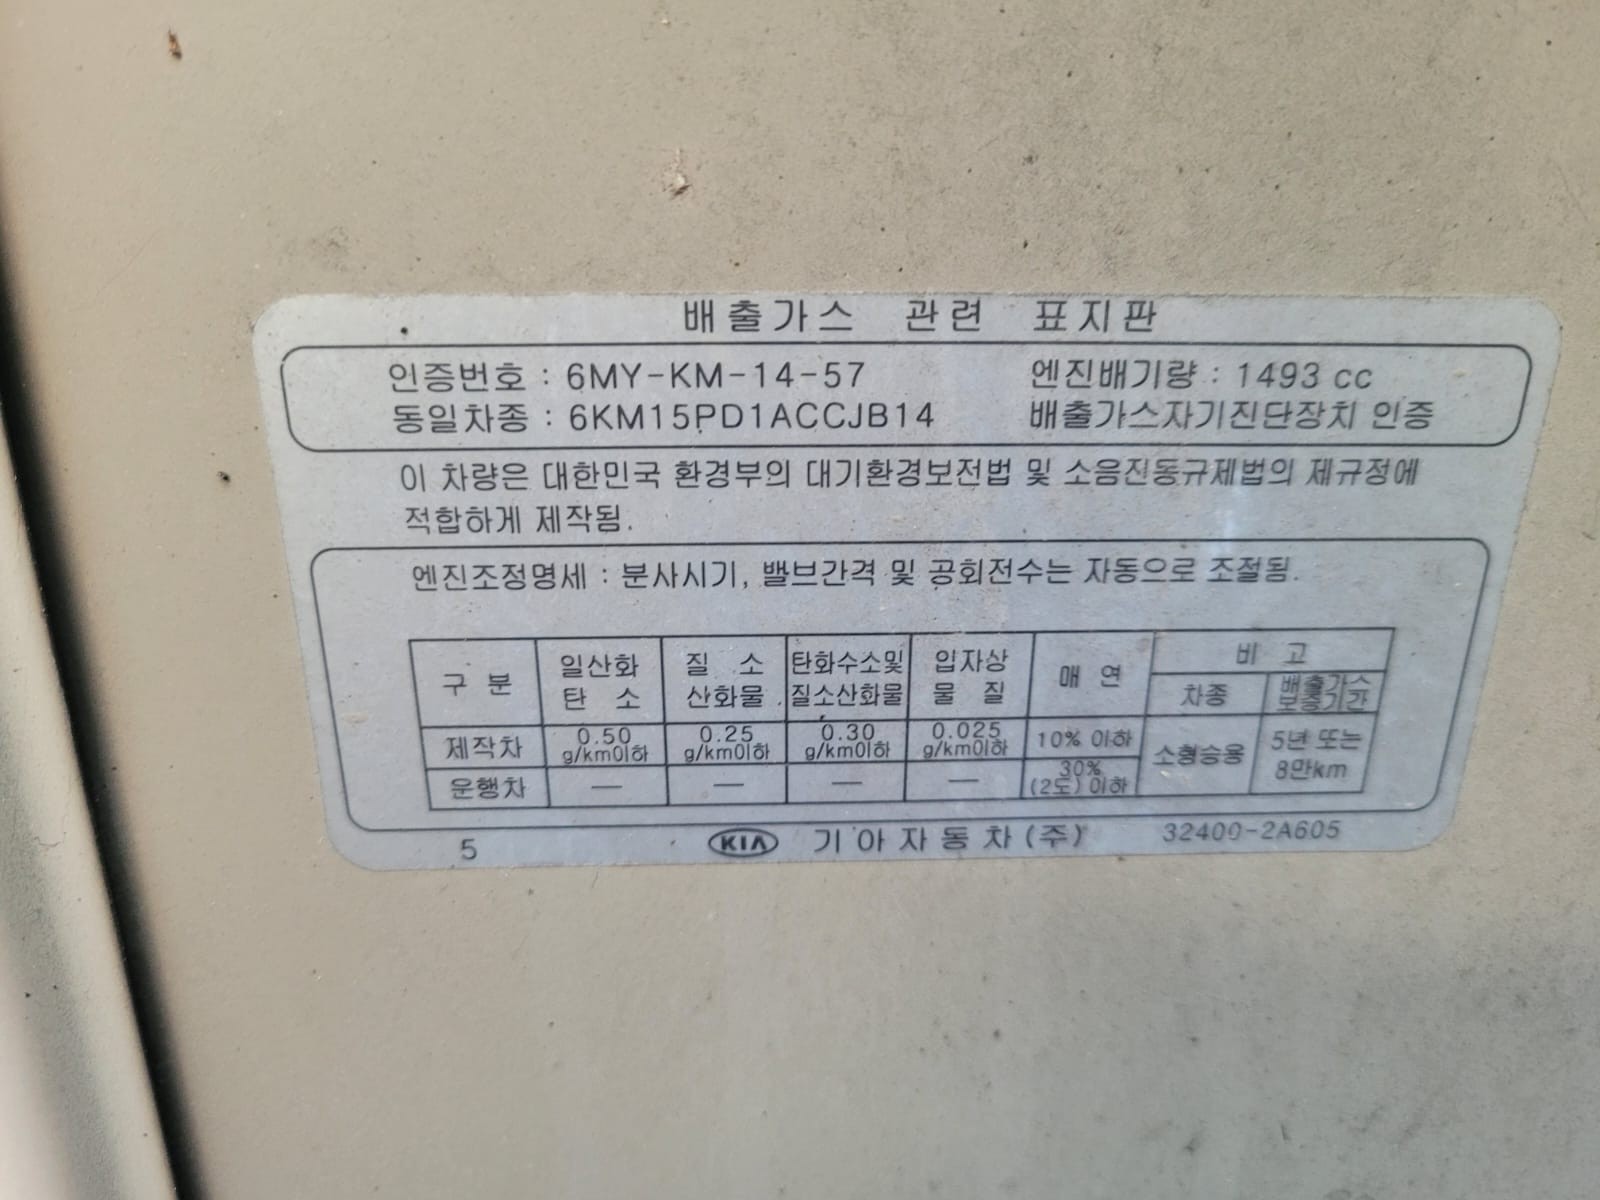 배출가스 관련 표지판
인증번호 : 6MY-KM-14-57 엔진배기량 : 1493 cc
동일차종 : 6KM15PD1ACCJB14 배출가스자기진단장치 인증
이 차량은 대한민국 환경부의 대기환경보전법 및 소음진동규제법의 제규정에
적합하게 제작됨.
엔진조정명세 : 분사시기, 밸브간격 및 공회전수는 자동으로 조절됨.
구분 일산화탄소 질소산화물 탄화수소및질소산화물 입자상물질 매연 비고
차종 배출가스보증기간
제작차 0.50 g/km이하 0.25 g/km이하 0.30 g/km이하 0.025 g/km이하 10% 이하 소형승용 5년 또는 8만km
운행차 — — — — 30% (2도) 이하
5 KIA 기아자동차(주) 32400-2A605